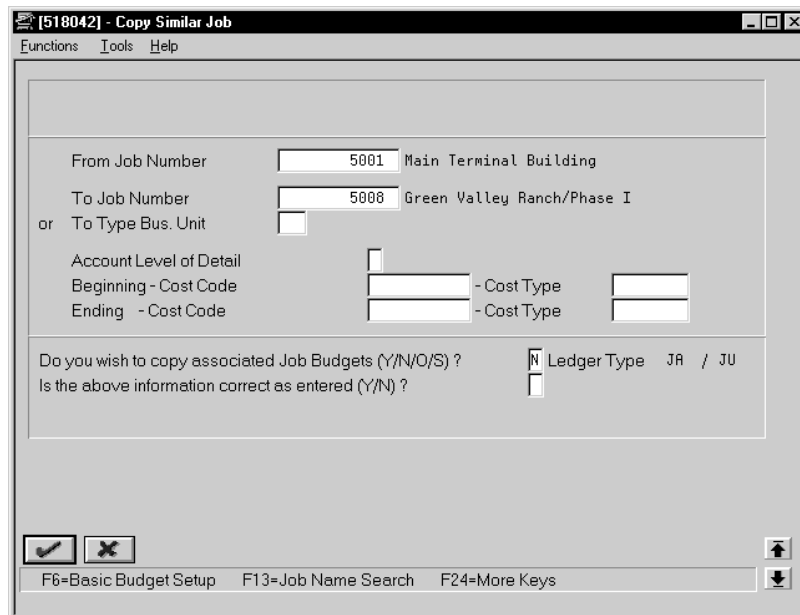 [518042] - Copy Similar Job
Functions Tools Help
From Job Number 5001 Main Terminal Building
To Job Number 5008 Green Valley Ranch/Phase I
or To Type Bus. Unit
Account Level of Detail
Beginning - Cost Code - Cost Type
Ending - Cost Code - Cost Type
Do you wish to copy associated Job Budgets (Y/N/O/S) ? N Ledger Type JA / JU
Is the above information correct as entered (Y/N) ?
F6=Basic Budget Setup F13=Job Name Search F24=More Keys